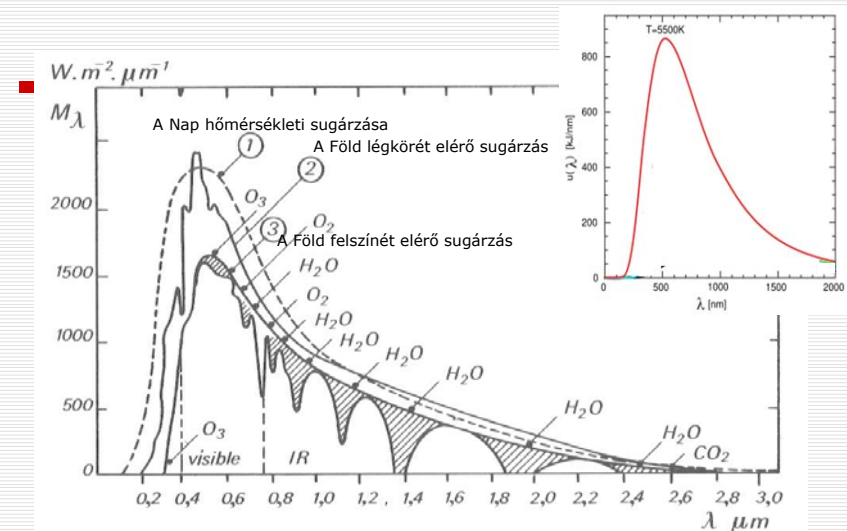 W.m⁻².μm⁻¹
Mλ
A Nap hőmérsékleti sugárzása
① A Föld légkörét elérő sugárzás
②
O₃
③ A Föld felszínét elérő sugárzás
O₂
H₂O
O₂
H₂O
H₂O
H₂O
H₂O
H₂O
H₂O
CO₂
2000
1500
1000
500
0
O₃
visible
IR
0,2 0,4 0,6 0,8 1,0 1,2 1,4 1,6 1,8 2,0 2,2 2,4 2,6 2,8 3,0
λ μm
T=5500K
u(λ) [kJ/nm]
800
600
400
200
0
0 500 1000 1500 2000
λ [nm]